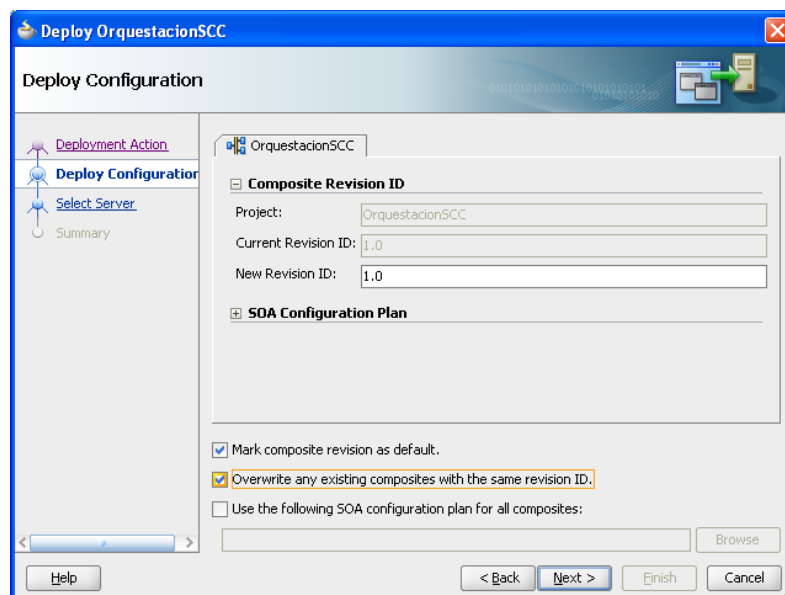 Deploy OrquestacionSCC
Deploy Configuration
Deployment Action
Deploy Configuration
Select Server
Summary
OrquestacionSCC
Composite Revision ID
Project: OrquestacionSCC
Current Revision ID: 1.0
New Revision ID: 1.0
SOA Configuration Plan
Mark composite revision as default.
Overwrite any existing composites with the same revision ID.
Use the following SOA configuration plan for all composites:
Browse
Help < Back Next > Finish Cancel